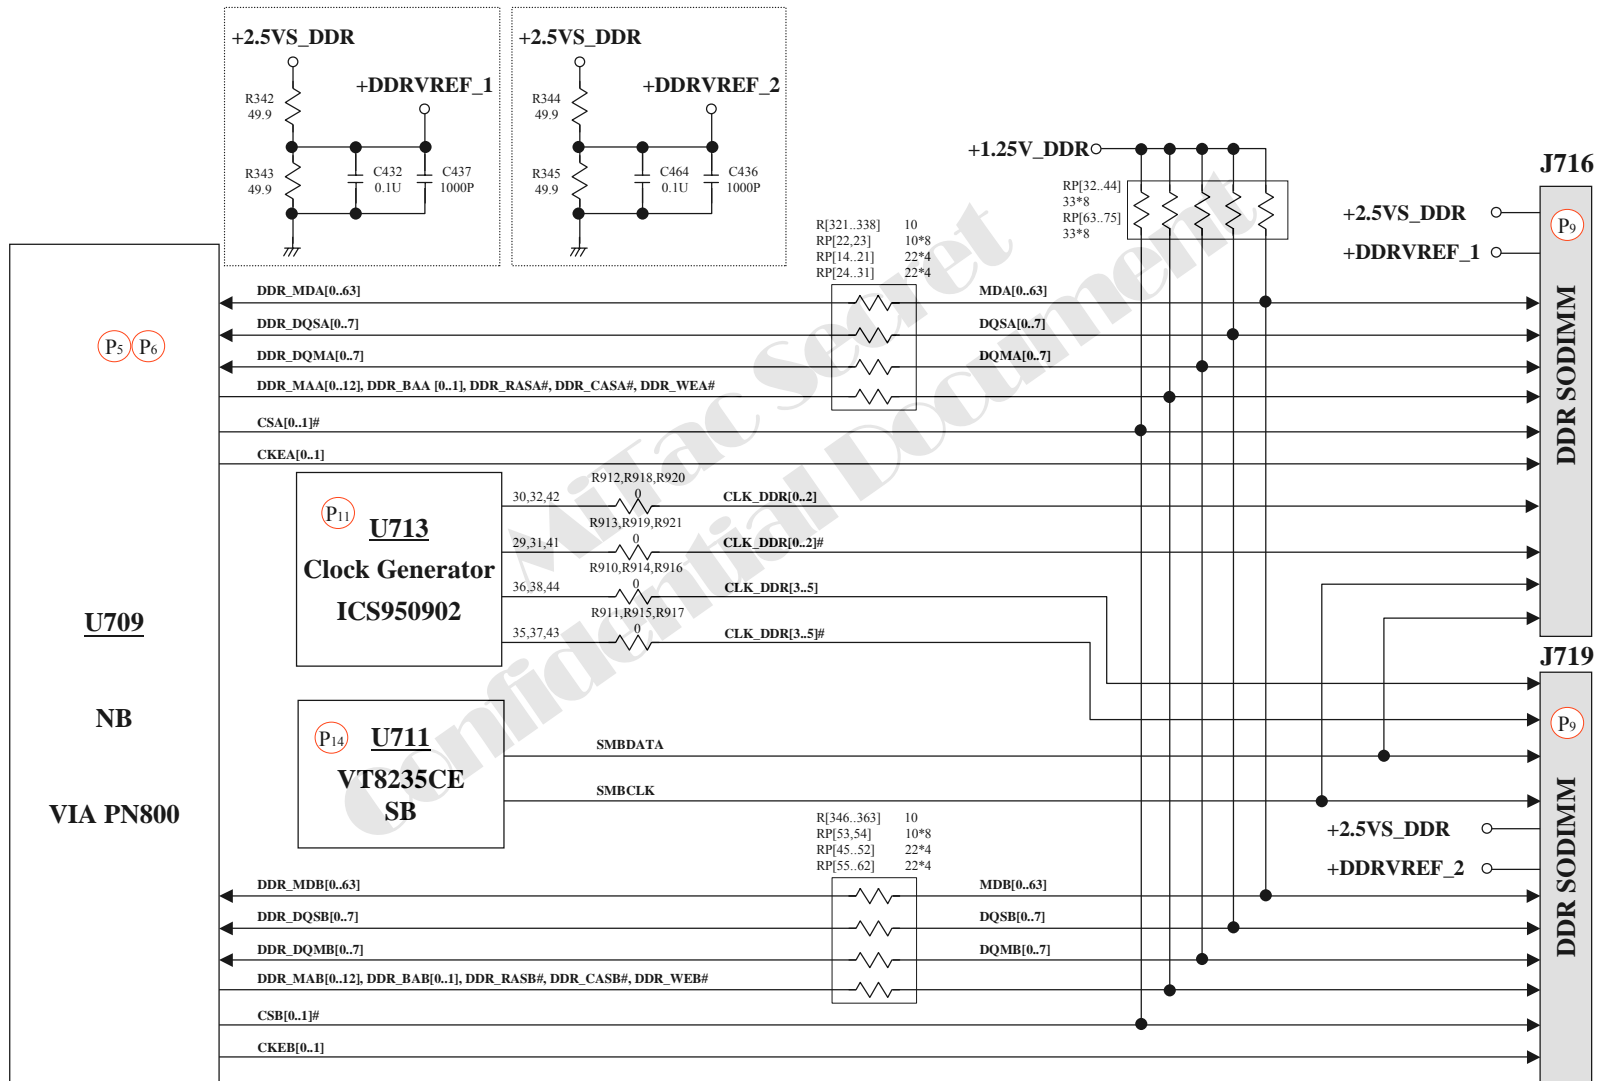 +2.5VS_DDR
+DDRVREF_1
R342
49.9
R343
49.9
C432
0.1U
C437
1000P
+2.5VS_DDR
+DDRVREF_2
R344
49.9
R345
49.9
C464
0.1U
C436
1000P
+1.25V_DDR
RP[32..44]
33*8
RP[63..75]
33*8
J716
+2.5VS_DDR
P9
+DDRVREF_1
DDR SODIMM
R[321..338] 10
RP[22,23] 10*8
RP[14..21] 22*4
RP[24..31] 22*4
DDR_MDA[0..63]
MDA[0..63]
DDR_DQSA[0..7]
DQSA[0..7]
P5 P6
DDR_DQMA[0..7]
DQMA[0..7]
DDR_MAA[0..12], DDR_BAA [0..1], DDR_RASA#, DDR_CASA#, DDR_WEA#
CSA[0..1]#
CKEA[0..1]
P11
U713
Clock Generator
ICS950902
R912,R918,R920
30,32,42
0
CLK_DDR[0..2]
R913,R919,R921
29,31,41
0
CLK_DDR[0..2]#
R910,R914,R916
36,38,44
0
CLK_DDR[3..5]
R911,R915,R917
35,37,43
0
CLK_DDR[3..5]#
U709
NB
VIA PN800
J719
P9
DDR SODIMM
P14
U711
VT8235CE
SB
SMBDATA
SMBCLK
+2.5VS_DDR
+DDRVREF_2
R[346..363] 10
RP[53,54] 10*8
RP[45..52] 22*4
RP[55..62] 22*4
DDR_MDB[0..63]
MDB[0..63]
DDR_DQSB[0..7]
DQSB[0..7]
DDR_DQMB[0..7]
DQMB[0..7]
DDR_MAB[0..12], DDR_BAB[0..1], DDR_RASB#, DDR_CASB#, DDR_WEB#
CSB[0..1]#
CKEB[0..1]
MiTac Secret
Confidential Document